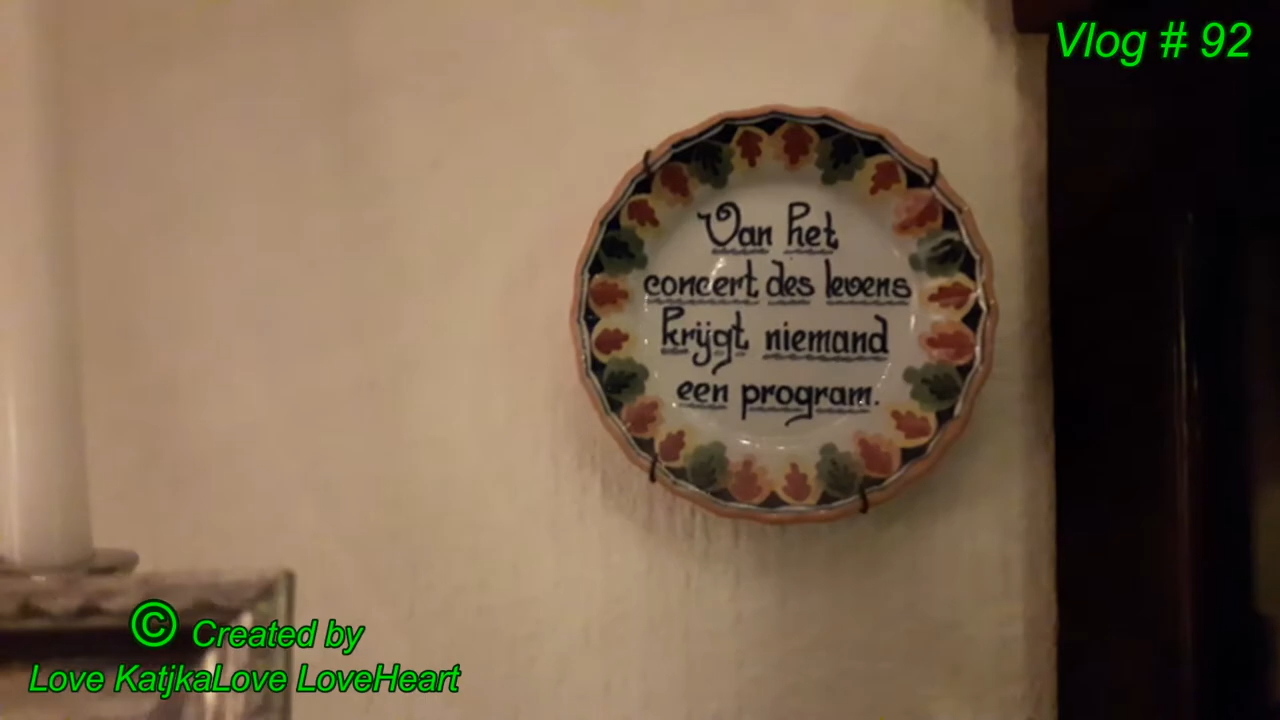 Vlog # 92
Van het
concert des levens
krijgt niemand
een program.
© Created by
Love KatjkaLove LoveHeart